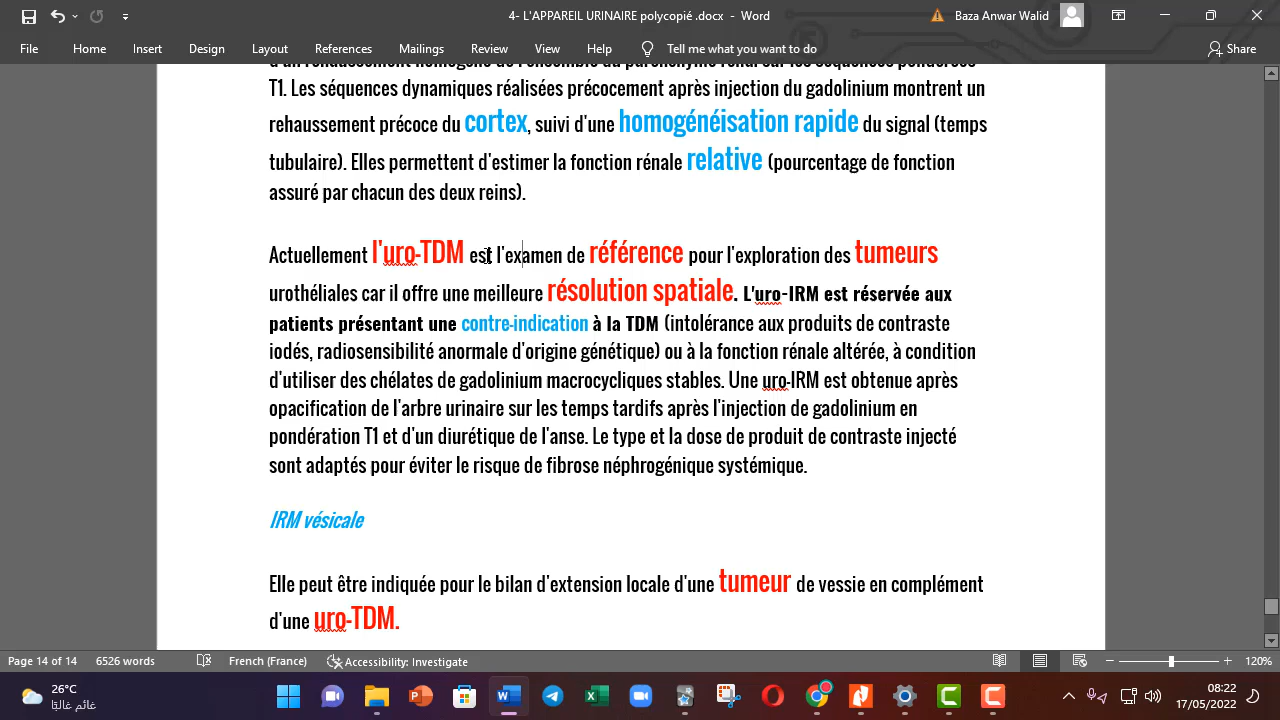 4- L'APPAREIL URINAIRE polycopié .docx - Word
Baza Anwar Walid
File Home Insert Design Layout References Mailings Review View Help Tell me what you want to do Share
T1. Les séquences dynamiques réalisées précocement après injection du gadolinium montrent un
rehaussement précoce du cortex, suivi d'une homogénéisation rapide du signal (temps
tubulaire). Elles permettent d'estimer la fonction rénale relative (pourcentage de fonction
assuré par chacun des deux reins).
Actuellement l'uro-TDM est l'examen de référence pour l'exploration des tumeurs
urothéliales car il offre une meilleure résolution spatiale. L'uro-IRM est réservée aux
patients présentant une contre-indication à la TDM (intolérance aux produits de contraste
iodés, radiosensibilité anormale d'origine génétique) ou à la fonction rénale altérée, à condition
d'utiliser des chélates de gadolinium macrocycliques stables. Une uro-IRM est obtenue après
opacification de l'arbre urinaire sur les temps tardifs après l'injection de gadolinium en
pondération T1 et d'un diurétique de l'anse. Le type et la dose de produit de contraste injecté
sont adaptés pour éviter le risque de fibrose néphrogénique systémique.
IRM vésicale
Elle peut être indiquée pour le bilan d'extension locale d'une tumeur de vessie en complément
d'une uro-TDM.
Page 14 of 14 6526 words French (France) Accessibility: Investigate 120%
26°C
غائم غالبًا
08:22
17/05/2022